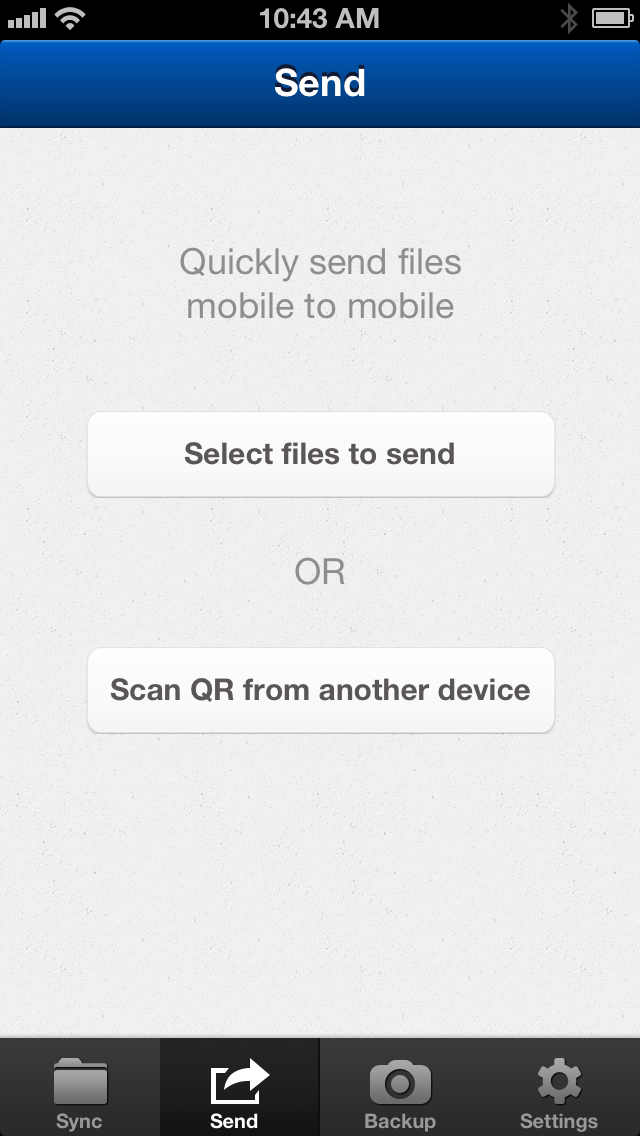 10:43 AM
Send
Quickly send files
mobile to mobile
Select files to send
OR
Scan QR from another device
Sync
Send
Backup
Settings